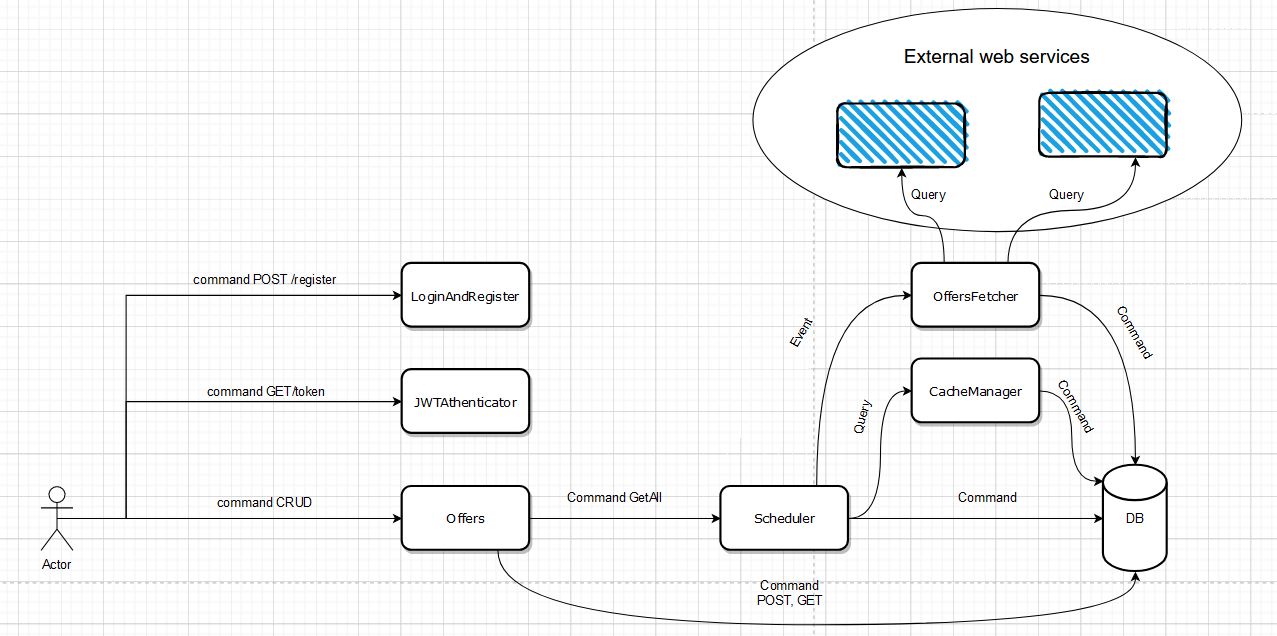 External web services
Query
Query
command POST /register
LoginAndRegister
OffersFetcher
Event
Command
command GET/token
JWTAthenticator
CacheManager
Query
Command
command CRUD
Offers
Command GetAll
Scheduler
Command
DB
Actor
Command
POST, GET